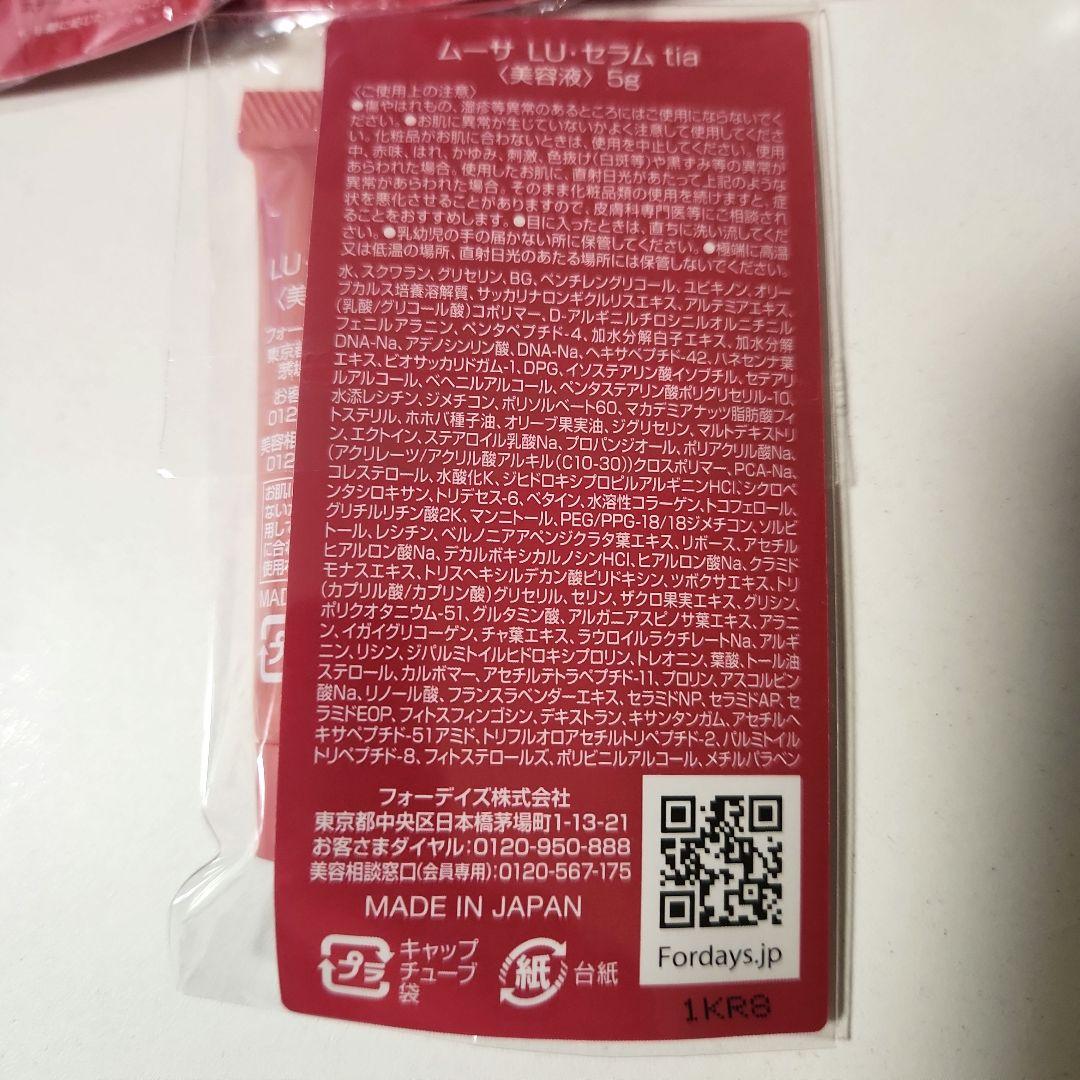 ムーサ LU・セラム tia
〈美容液〉 5g
〈ご使用上の注意〉
●傷やはれもの、湿疹等異常のあるところにはご使用にならないでく
ださい。●お肌に異常が生じていないかよく注意して使用してくださ
い。化粧品がお肌に合わないときは、使用を中止してください。使用
中、赤味、はれ、かゆみ、刺激、色抜け(白斑等)や黒ずみ等の異常が
あらわれた場合。使用したお肌に、直射日光があたって上記のような
異常があらわれた場合。そのまま化粧品類の使用を続けますと、症
状を悪化させることがありますので、皮膚科専門医等にご相談され
ることをおすすめします。●目に入ったときは、直ちに洗い流してくだ
さい。●乳幼児の手の届かない所に保管してください。●極端に高温
又は低温の場所、直射日光のあたる場所には保管しないでください。
水、スクワラン、グリセリン、BG、ペンチレングリコール、ユビキノン、オリー
ブカルス培養溶解質、サッカリナロンギクルリスエキス、アルテミアエキス、
(乳酸/グリコール酸)コポリマー、D-アルギニルチロシニルオルニチニル
フェニルアラニン、ペンタペプチド-4、加水分解白子エキス、加水分解
DNA-Na、アデノシンリン酸、DNA-Na、ヘキサペプチド-42、ハネセンナ葉
エキス、ビオサッカリドガム-1、DPG、イソステアリン酸イソプチル、セテアリ
ルアルコール、ベヘニルアルコール、ペンタステアリン酸ポリグリセリル-10、
水添レシチン、ジメチコン、ポリソルベート60、マカデミアナッツ脂肪酸フィ
トステリル、ホホバ種子油、オリーブ果実油、ジグリセリン、マルトデキストリ
ン、エクトイン、ステアロイル乳酸Na、プロパンジオール、ポリアクリル酸Na、
(アクリレーツ/アクリル酸アルキル(C10-30))クロスポリマー、PCA-Na、
コレステロール、水酸化K、ジヒドロキシプロピルアルギニンHCl、シクロペ
ンタシロキサン、トリデセス-6、ベタイン、水溶性コラーゲン、トコフェロール、
グリチルリチン酸2K、マンニトール、PEG/PPG-18/18ジメチコン、ソルビ
トール、レシチン、ベルノニアアペンジクラタ葉エキス、リボース、アセチル
ヒアルロン酸Na、デカルボキシカルノシンHCl、ヒアルロン酸Na、クラミド
モナスエキス、トリスヘキシルデカン酸ピリドキシン、ツボクサエキス、トリ
(カプリル酸/カプリン酸)グリセリル、セリン、ザクロ果実エキス、グリシン、
ポリクオタニウム-51、グルタミン酸、アルガニアスピノサ葉エキス、アラニ
ン、イガイグリコーゲン、チャ葉エキス、ラウロイルラクチレートNa、アルギ
ニン、リシン、ジパルミトイルヒドロキシプロリン、トレオニン、葉酸、トール油
ステロール、カルボマー、アセチルテトラペプチド-11、プロリン、アスコルビン
酸Na、リノール酸、フランスラベンダーエキス、セラミドNP、セラミドAP、セ
ラミドEOP、フィトスフィンゴシン、デキストラン、キサンタンガム、アセチルヘ
キサペプチド-51アミド、トリフルオロアセチルトリペプチド-2、パルミトイル
トリペプチド-8、フィトステロールズ、ポリビニルアルコール、メチルパラベン
フォーデイズ株式会社
東京都中央区日本橋茅場町1-13-21
お客さまダイヤル:0120-950-888
美容相談窓口(会員専用):0120-567-175
MADE IN JAPAN
プラ
キャップ
チューブ
袋
紙
台紙
Fordays.jp
1KR8
LU・
〈美
フォー
東京都
お客
0120
美容相
012
お肌に
MAD
プ